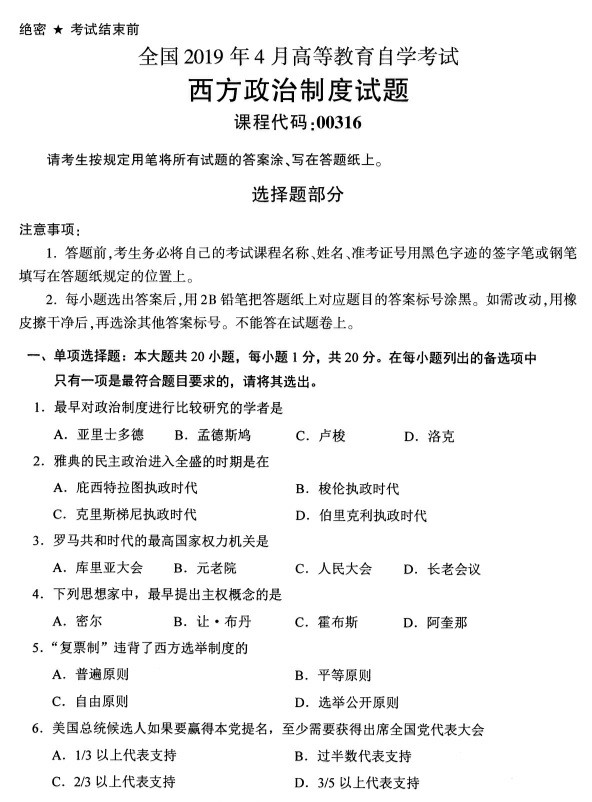 绝密 ★ 考试结束前
全国 2019 年 4 月高等教育自学考试
西方政治制度试题
课程代码:00316
请考生按规定用笔将所有试题的答案涂、写在答题纸上。
选择题部分
注意事项:
1. 答题前,考生务必将自己的考试课程名称、姓名、准考证号用黑色字迹的签字笔或钢笔
填写在答题纸规定的位置上。
2. 每小题选出答案后,用 2B 铅笔把答题纸上对应题目的答案标号涂黑。如需改动,用橡
皮擦干净后,再选涂其他答案标号。不能答在试题卷上。
一、单项选择题：本大题共 20 小题，每小题 1 分，共 20 分。在每小题列出的备选项中
只有一项是最符合题目要求的，请将其选出。
1．最早对政治制度进行比较研究的学者是
A．亚里士多德 B．孟德斯鸠 C．卢梭 D．洛克
2．雅典的民主政治进入全盛的时期是在
A．庇西特拉图执政时代 B．梭伦执政时代
C．克里斯梯尼执政时代 D．伯里克利执政时代
3．罗马共和时代的最高国家权力机关是
A．库里亚大会 B．元老院 C．人民大会 D．长老会议
4．下列思想家中，最早提出主权概念的是
A．密尔 B．让·布丹 C．霍布斯 D．阿奎那
5．“复票制”违背了西方选举制度的
A．普遍原则 B．平等原则
C．自由原则 D．选举公开原则
6．美国总统候选人如果要赢得本党提名，至少需要获得出席全国党代表大会
A．1/3 以上代表支持 B．过半数代表支持
C．2/3 以上代表支持 D．3/5 以上代表支持